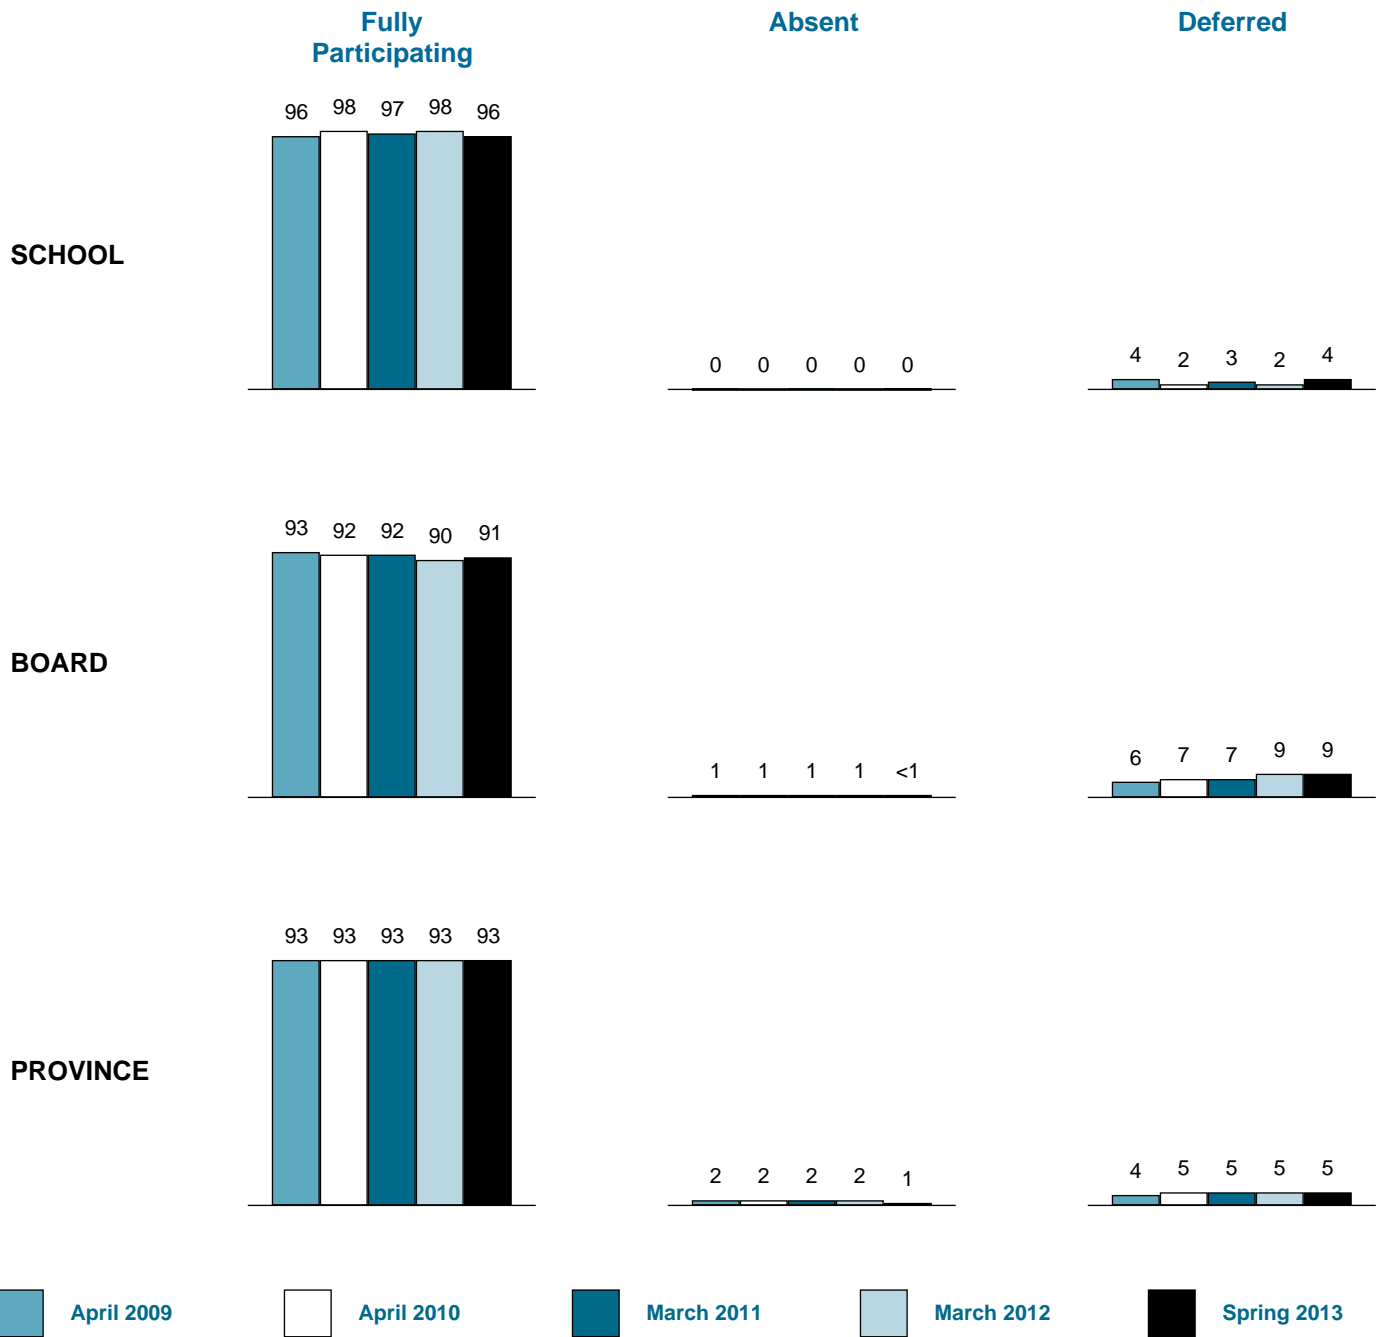 Fully Absent Deferred
Participating
96 98 97 98 96
SCHOOL
0 0 0 0 0
4 2 3 2 4
93 92 92 90 91
BOARD
1 1 1 1 <1
6 7 7 9 9
93 93 93 93 93
PROVINCE
2 2 2 2 1
4 5 5 5 5
April 2009 April 2010 March 2011 March 2012 Spring 2013